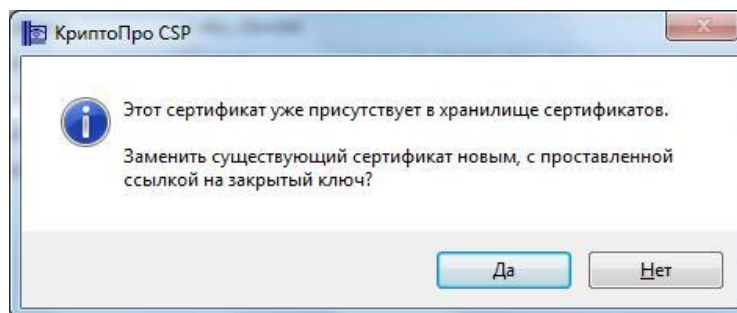 КриптоПро CSP
Этот сертификат уже присутствует в хранилище сертификатов.
Заменить существующий сертификат новым, с проставленной
ссылкой на закрытый ключ?
Да
Нет